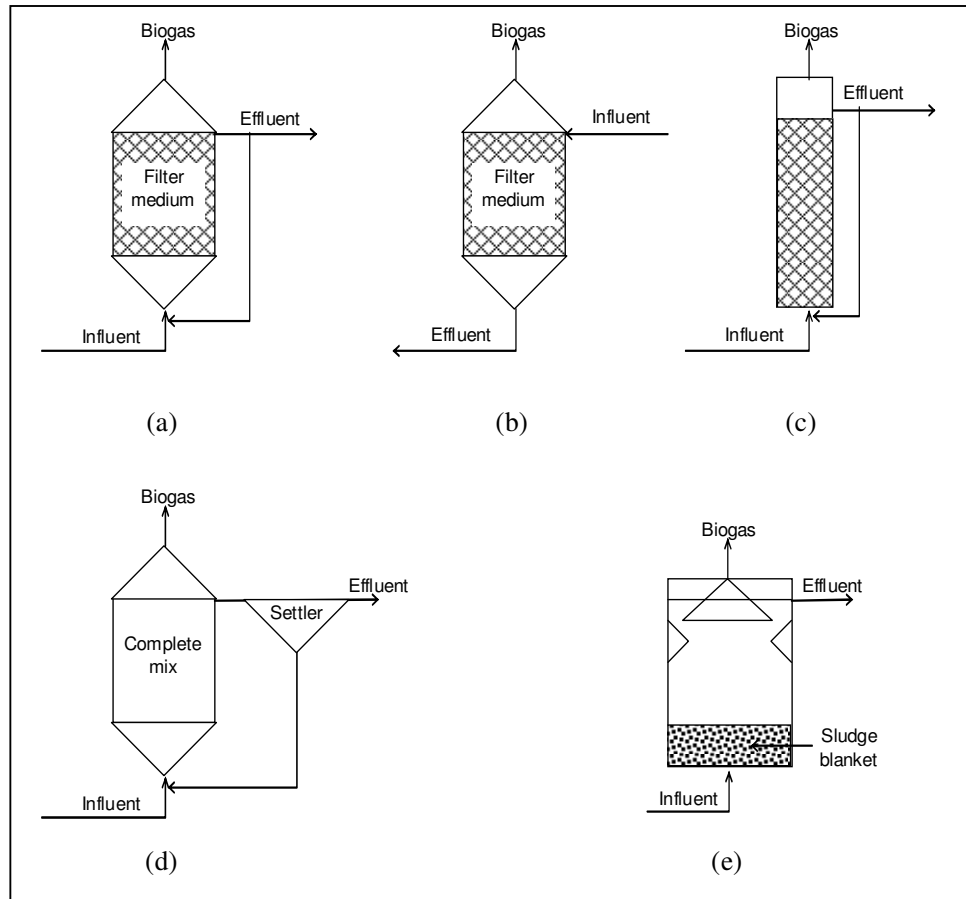 Biogas
Effluent
Filter
medium
Influent
(a)
Biogas
Influent
Filter
medium
Effluent
(b)
Biogas
Effluent
Influent
(c)
Biogas
Effluent
Settler
Complete
mix
Influent
(d)
Biogas
Effluent
Sludge
blanket
Influent
(e)